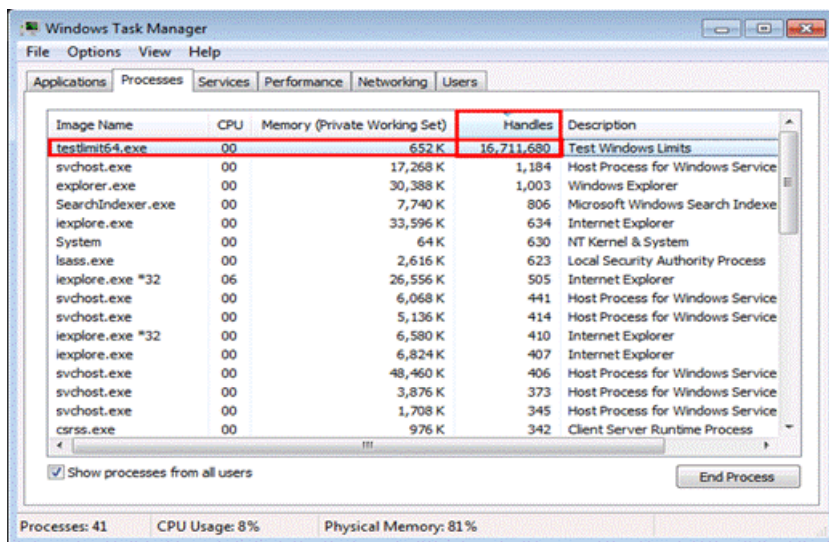 Windows Task Manager
File Options View Help
Applications Processes Services Performance Networking Users
Image Name CPU Memory (Private Working Set) Handles Description
testlimit64.exe 00 652 K 16,711,680 Test Windows Limits
svchost.exe 00 17,268 K 1,184 Host Process for Windows Service
explorer.exe 00 30,388 K 1,003 Windows Explorer
SearchIndexer.exe 00 7,740 K 806 Microsoft Windows Search Indexe
iexplore.exe 00 33,596 K 634 Internet Explorer
System 00 64 K 630 NT Kernel & System
lsass.exe 00 2,616 K 623 Local Security Authority Process
iexplore.exe *32 06 26,556 K 505 Internet Explorer
svchost.exe 00 6,068 K 441 Host Process for Windows Service
svchost.exe 00 5,136 K 414 Host Process for Windows Service
iexplore.exe *32 00 6,580 K 410 Internet Explorer
iexplore.exe 00 6,824 K 407 Internet Explorer
svchost.exe 00 48,460 K 406 Host Process for Windows Service
svchost.exe 00 3,876 K 373 Host Process for Windows Service
svchost.exe 00 1,708 K 345 Host Process for Windows Service
csrss.exe 00 976 K 342 Client Server Runtime Process
Show processes from all users End Process
Processes: 41 CPU Usage: 8% Physical Memory: 81%